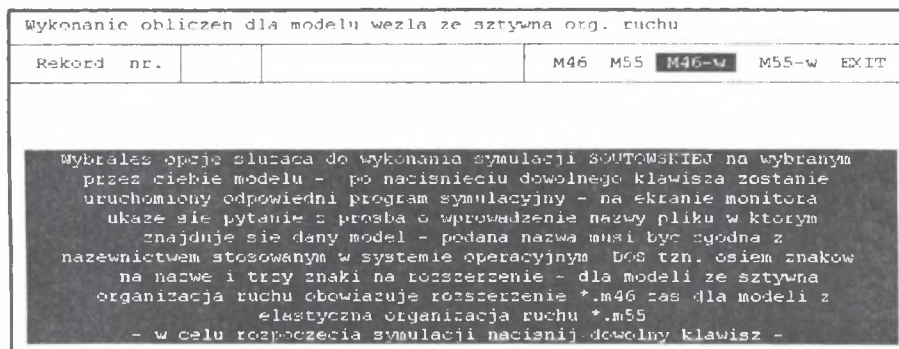 Wykonanie obliczen dla modelu wezla ze sztywna org. ruchu
Rekord nr. M46 M55 M46-w M55-w EXIT
Wybrales opcje sluzaca do wykonania symulacji SOUTOWSKIEJ na wybranym
przez ciebie modelu - po nacisnieciu dowolnego klawisza zostanie
uruchomiony odpowiedni program symulacyjny - na ekranie monitora
ukaze sie pytanie z prosba o wprowadzenie nazwy pliku w ktorym
znajduje sie dany model - podana nazwa musi byc zgodna z
nazewnictwem stosowanym w systemie operacyjnym DOS tzn. osiem znakow
na nazwe i trzy znaki na rozszerzenie - dla modeli ze sztywna
organizacja ruchu obowiazuje rozszerzenie *.m46 zas dla modeli z
elastyczna organizacja ruchu *.m55
- w celu rozpoczecia symulacji nacisnij dowolny klawisz -